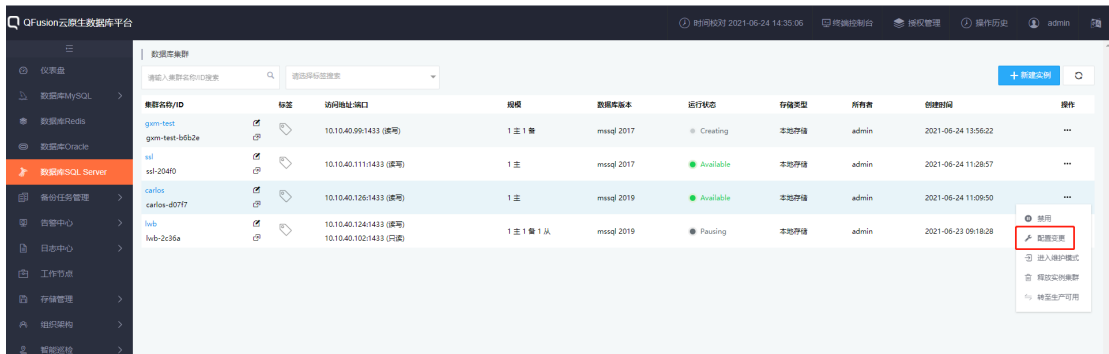 QFusion云原生数据库平台
时间校对 2021-06-24 14:35:06 终端控制台 授权管理 操作历史 admin
仪表盘
数据库MySQL
数据库Redis
数据库Oracle
数据库SQL Server
备份任务管理
告警中心
日志中心
工作节点
存储管理
组织架构
智能巡检
数据库集群
请输入集群名称/ID搜索 请选择标签搜索 新建实例
集群名称/ID 标签 访问地址:端口 规模 数据库版本 运行状态 存储类型 所有者 创建时间 操作
gxm-test
gxm-test-b6b2e 10.10.40.99:1433 (读写) 1 主 1 备 mssql 2017 Creating 本地存储 admin 2021-06-24 13:56:22
ssl
ssl-204f0 10.10.40.111:1433 (读写) 1 主 mssql 2017 Available 本地存储 admin 2021-06-24 11:28:57
carlos
carlos-d07f7 10.10.40.126:1433 (读写) 1 主 mssql 2019 Available 本地存储 admin 2021-06-24 11:09:50
lwb 10.10.40.124:1433 (读写)
lwb-2c36a 10.10.40.102:1433 (只读) 1 主 1 备 1 从 mssql 2019 Pausing 本地存储 admin 2021-06-23 09:18:28
禁用
配置变更
进入维护模式
释放实例集群
转至生产可用